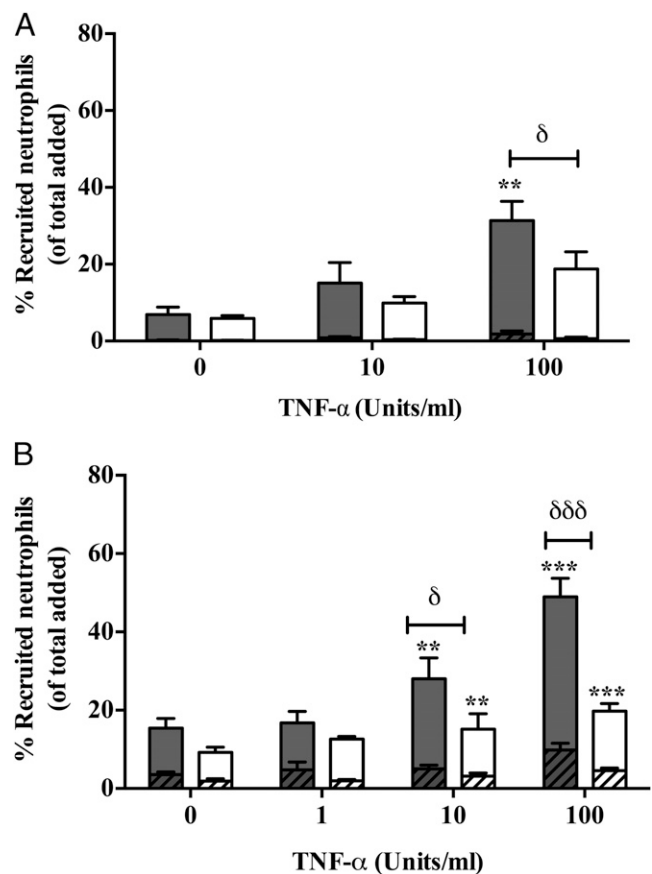 A
% Recruited neutrophils
(of total added)
80
60
40
20
0
δ
**
0
10
100
TNF-α (Units/ml)
B
% Recruited neutrophils
(of total added)
80
60
40
20
0
δδδ
***
δ
**
**
***
0
1
10
100
TNF-α (Units/ml)